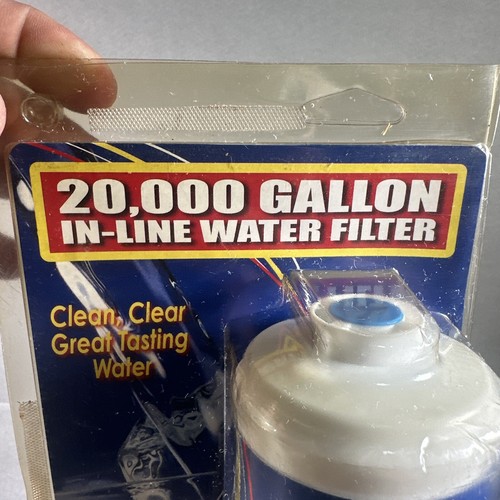 20,000 GALLON
IN-LINE WATER FILTER
Clean, Clear
Great Tasting
Water